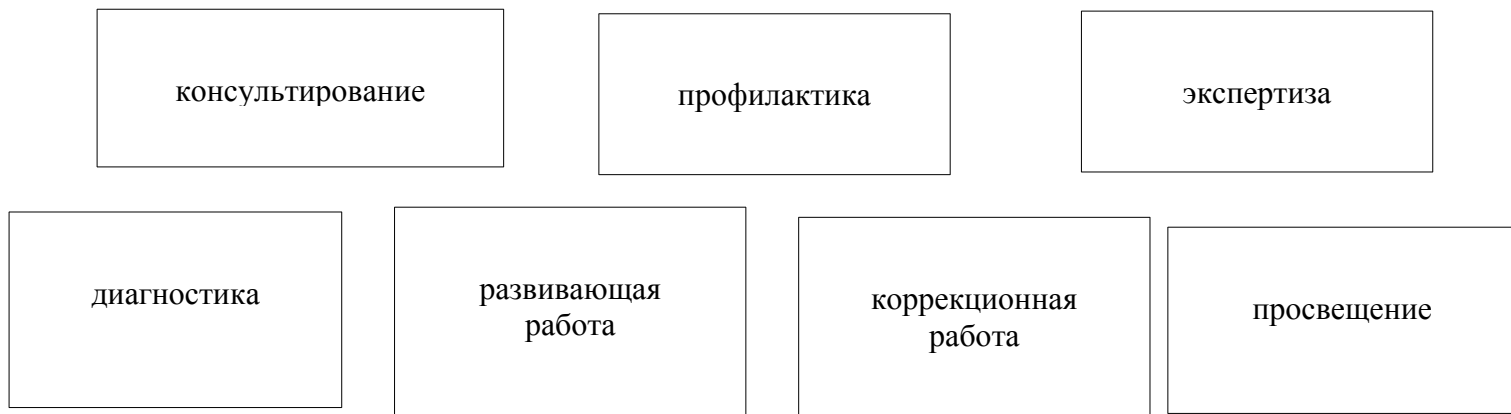 консультирование
профилактика
экспертиза
диагностика
развивающая
работа
коррекционная
работа
просвещение